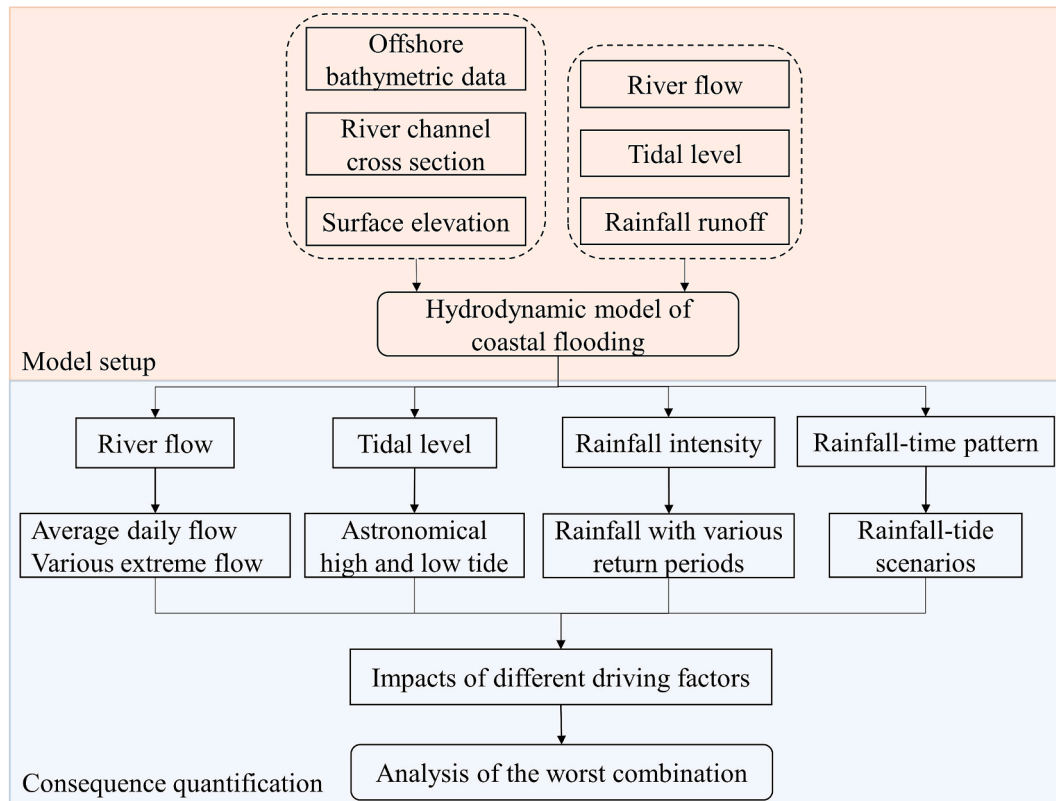 Offshore
bathymetric data
River channel
cross section
Surface elevation
River flow
Tidal level
Rainfall runoff
Hydrodynamic model of
coastal flooding
Model setup
River flow
Tidal level
Rainfall intensity
Rainfall-time pattern
Average daily flow
Various extreme flow
Astronomical
high and low tide
Rainfall with various
return periods
Rainfall-tide
scenarios
Impacts of different driving factors
Analysis of the worst combination
Consequence quantification